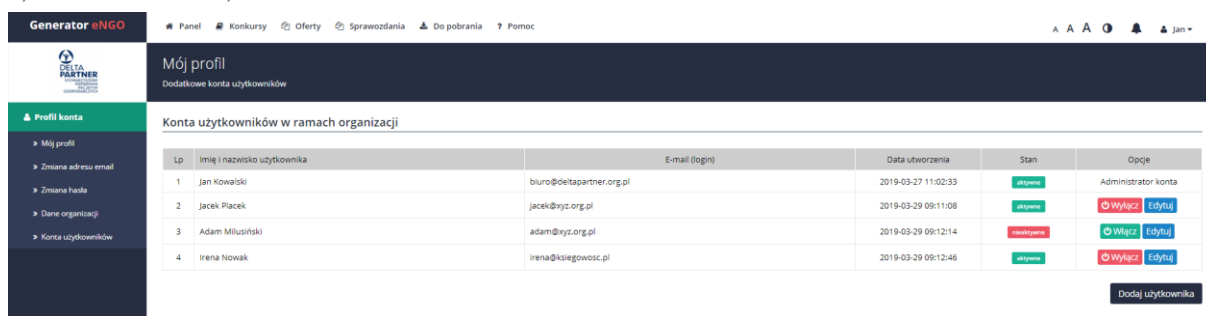 Generator eNGO
Panel Konkursy Oferty Sprawozdania Do pobrania ? Pomoc
A A A Jan
DELTA
PARTNER
Mój profil
Dodatkowe konta użytkowników
Profil konta
» Mój profil
» Zmiana adresu email
» Zmiana hasła
» Dane organizacji
» Konta użytkowników
Konta użytkowników w ramach organizacji
Lp Imię i nazwisko użytkownika E-mail (login) Data utworzenia Stan Opcje
1 Jan Kowalski biuro@deltapartner.org.pl 2019-03-27 11:02:33 aktywne Administrator konta
2 Jacek Placek jacek@xyz.org.pl 2019-03-29 09:11:08 aktywne Wyłącz Edytuj
3 Adam Milusiński adam@xyz.org.pl 2019-03-29 09:12:14 nieaktywne Włącz Edytuj
4 Irena Nowak irena@ksiegowosc.pl 2019-03-29 09:12:46 aktywne Wyłącz Edytuj
Dodaj użytkownika